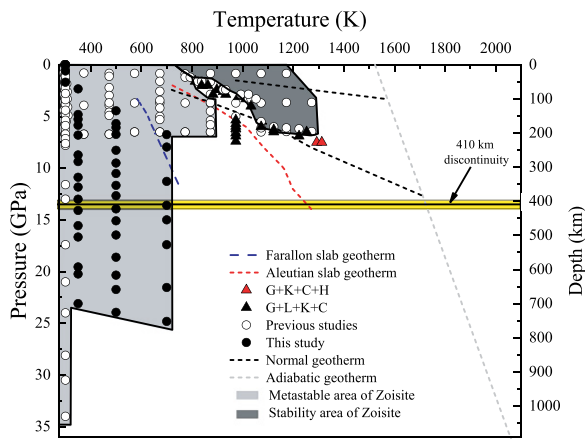 Temperature (K)
400 600 800 1000 1200 1400 1600 1800 2000
Pressure (GPa)
0
5
10
15
20
25
30
35
Depth (km)
0
100
200
300
400
500
600
700
800
900
1000
410 km
discontinuity
Farallon slab geotherm
Aleutian slab geotherm
G+K+C+H
G+L+K+C
Previous studies
This study
Normal geotherm
Adiabatic geotherm
Metastable area of Zoisite
Stability area of Zoisite